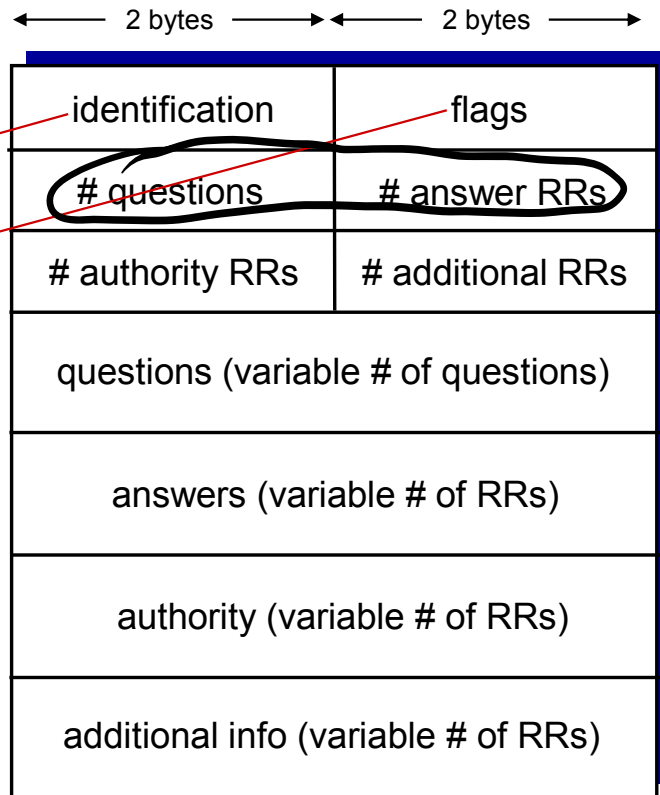 2 bytes 2 bytes
identification flags
# questions # answer RRs
# authority RRs # additional RRs
questions (variable # of questions)
answers (variable # of RRs)
authority (variable # of RRs)
additional info (variable # of RRs)